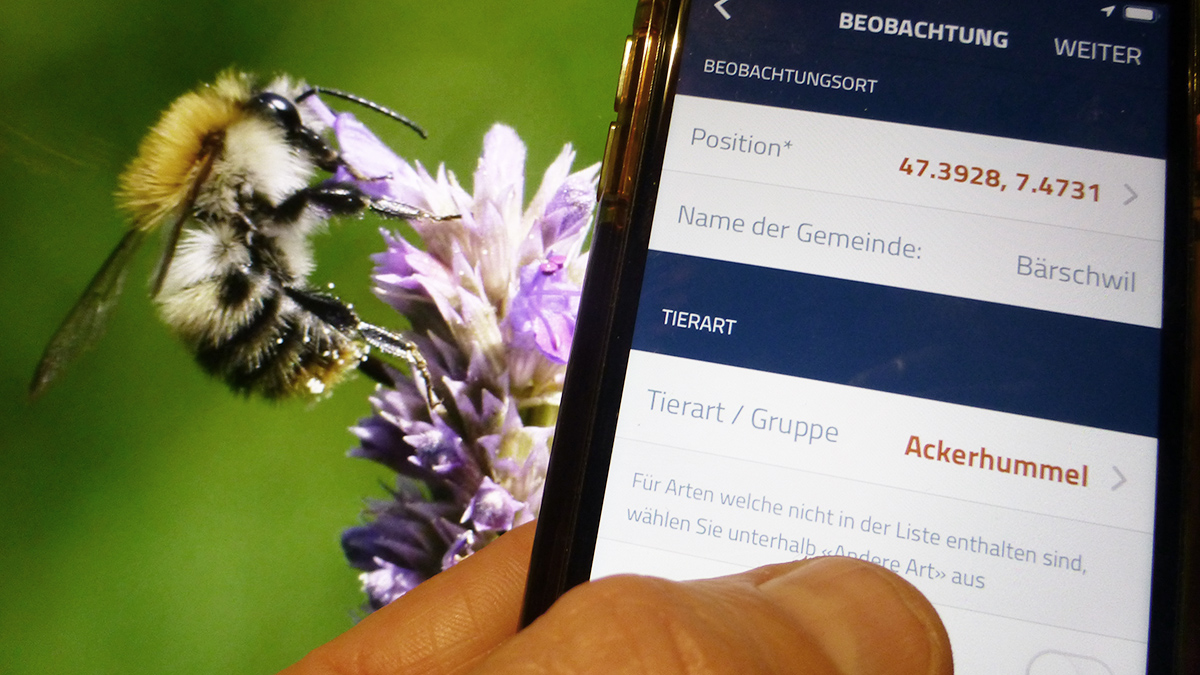 BEOBACHTUNG
WEITER
BEOBACHTUNGSORT
Position*
47.3928, 7.4731
Name der Gemeinde:
Bärschwil
TIERART
Tierart / Gruppe
Ackerhummel
Für Arten welche nicht in der Liste enthalten sind,
wählen Sie unterhalb «Andere Art» aus